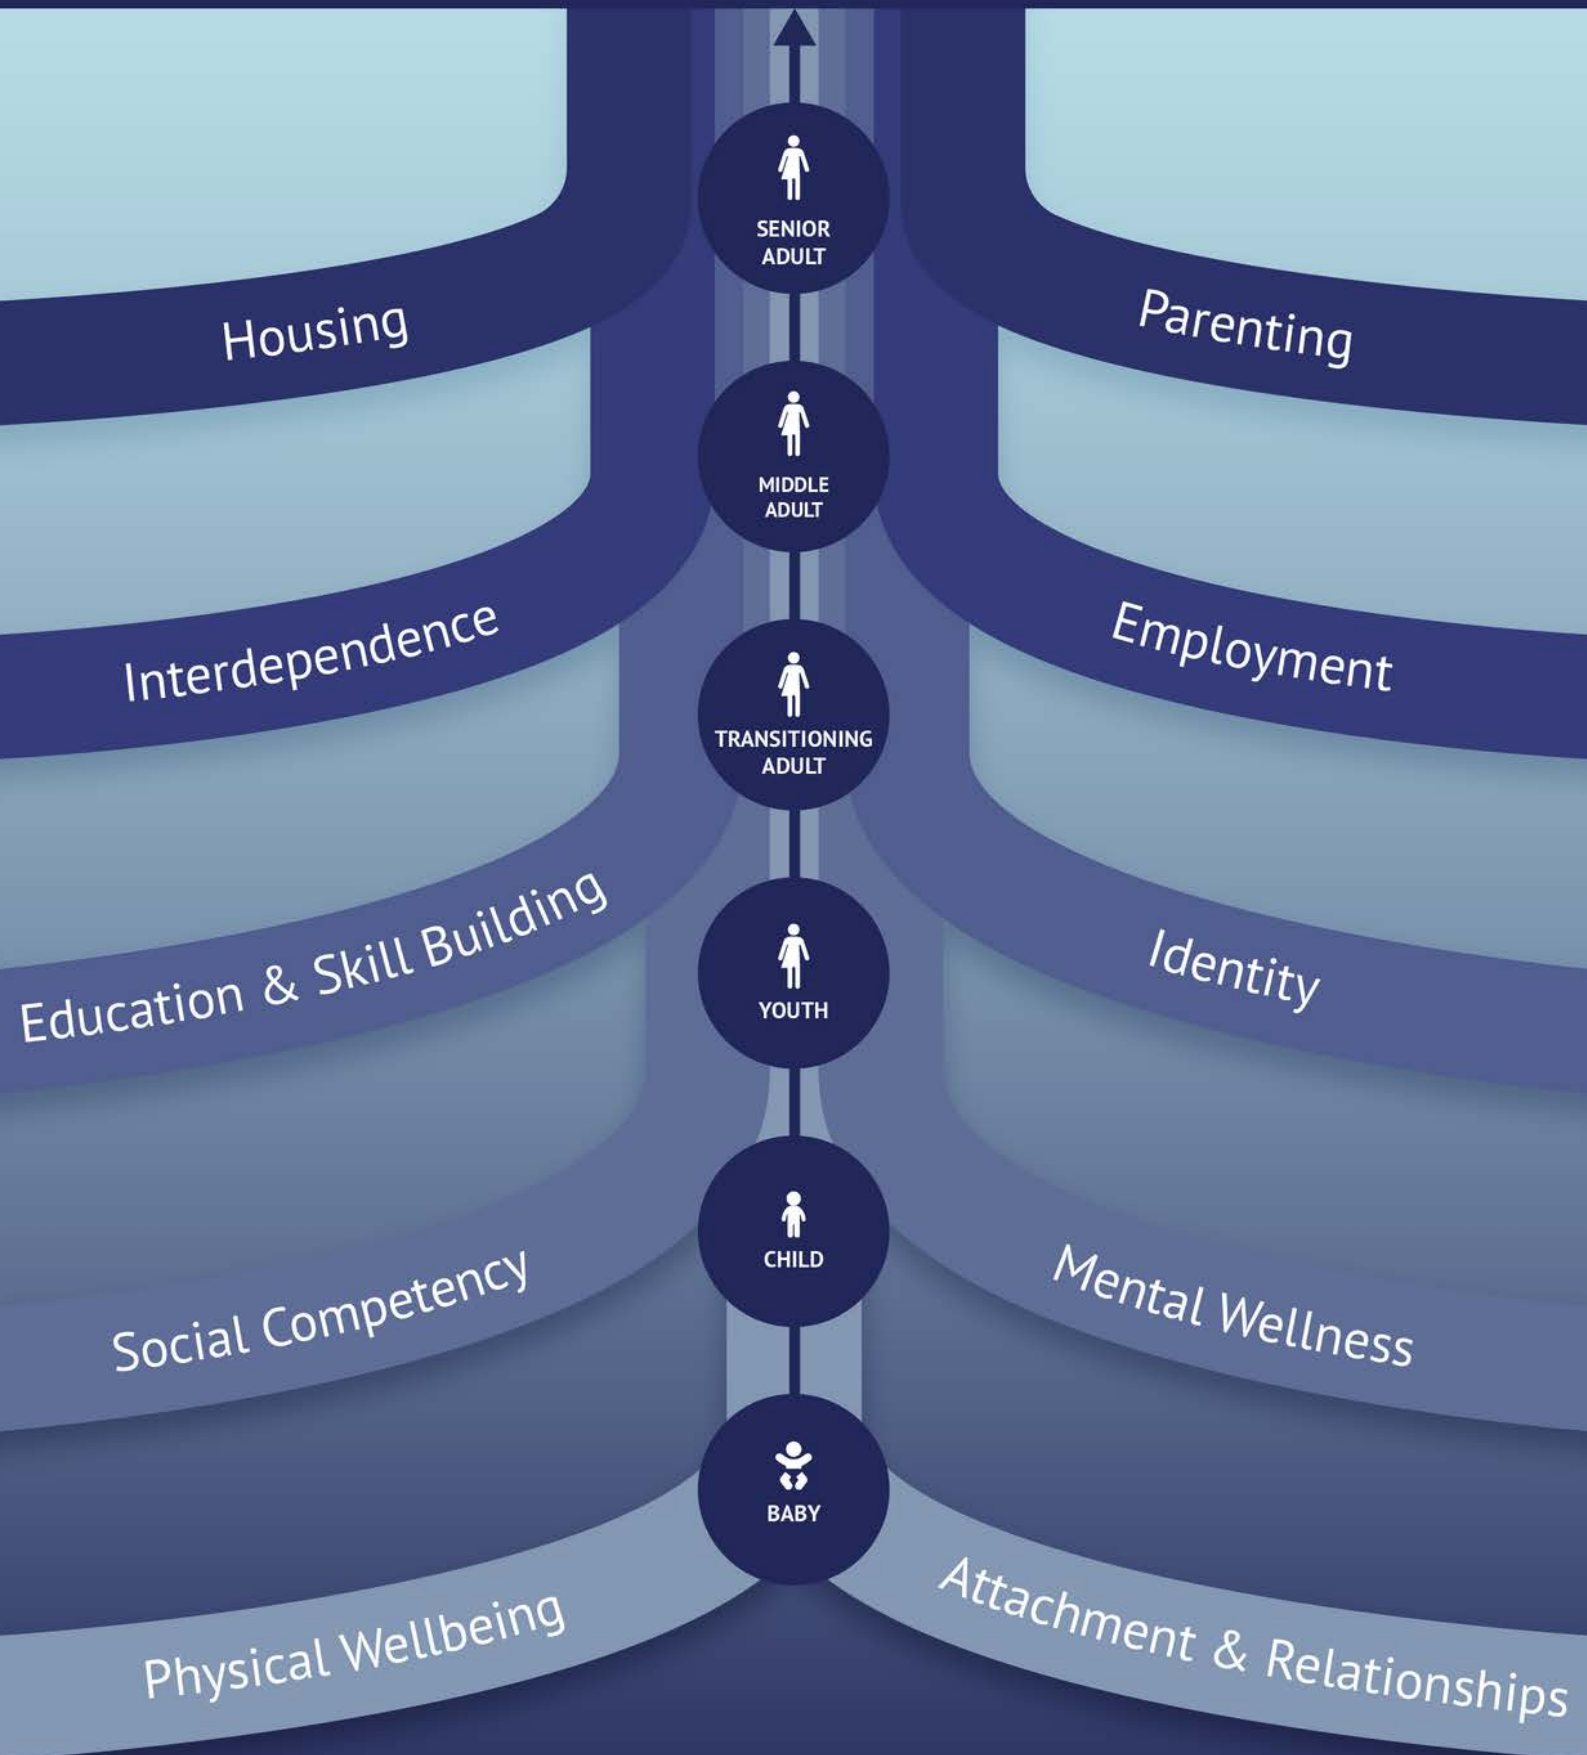 SENIOR
ADULT
Housing
Parenting
MIDDLE
ADULT
Interdependence
Employment
TRANSITIONING
ADULT
Education & Skill Building
Identity
YOUTH
CHILD
Social Competency
Mental Wellness
BABY
Physical Wellbeing
Attachment & Relationships